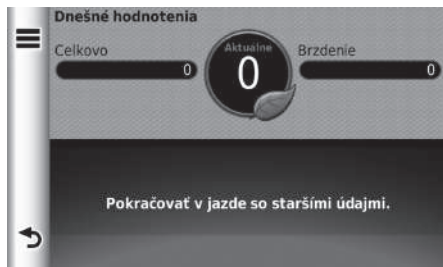 Dnešné hodnotenia
Celkovo
0
Aktuálne
0
Brzdenie
0
Pokračovať v jazde so staršími údajmi.